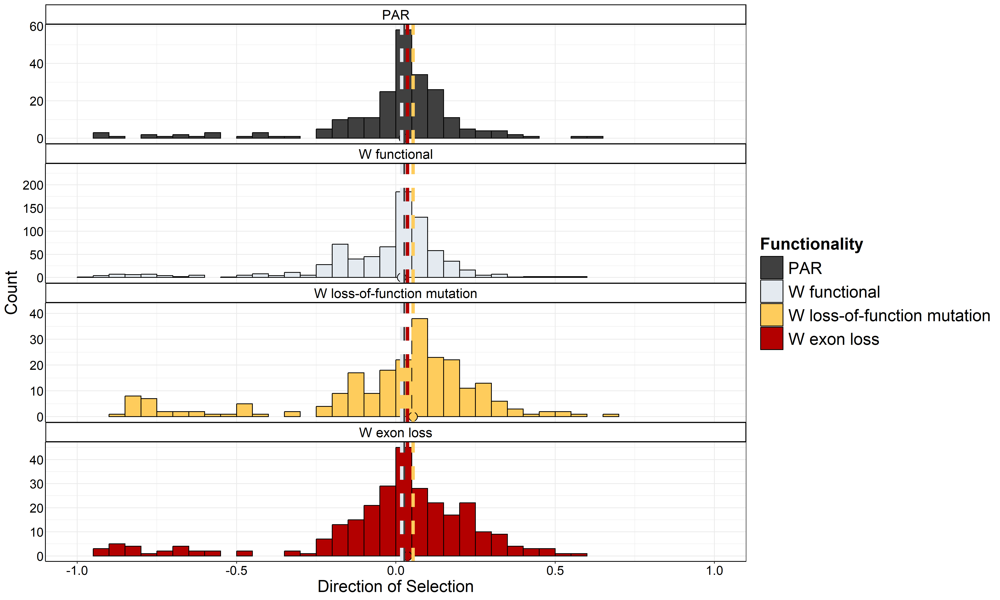 PAR
60
40
20
0
W functional
200
150
100
50
0
W loss-of-function mutation
40
30
20
10
0
W exon loss
40
30
20
10
0
-1.0 -0.5 0.0 0.5 1.0
Direction of Selection
Count
Functionality
PAR
W functional
W loss-of-function mutation
W exon loss